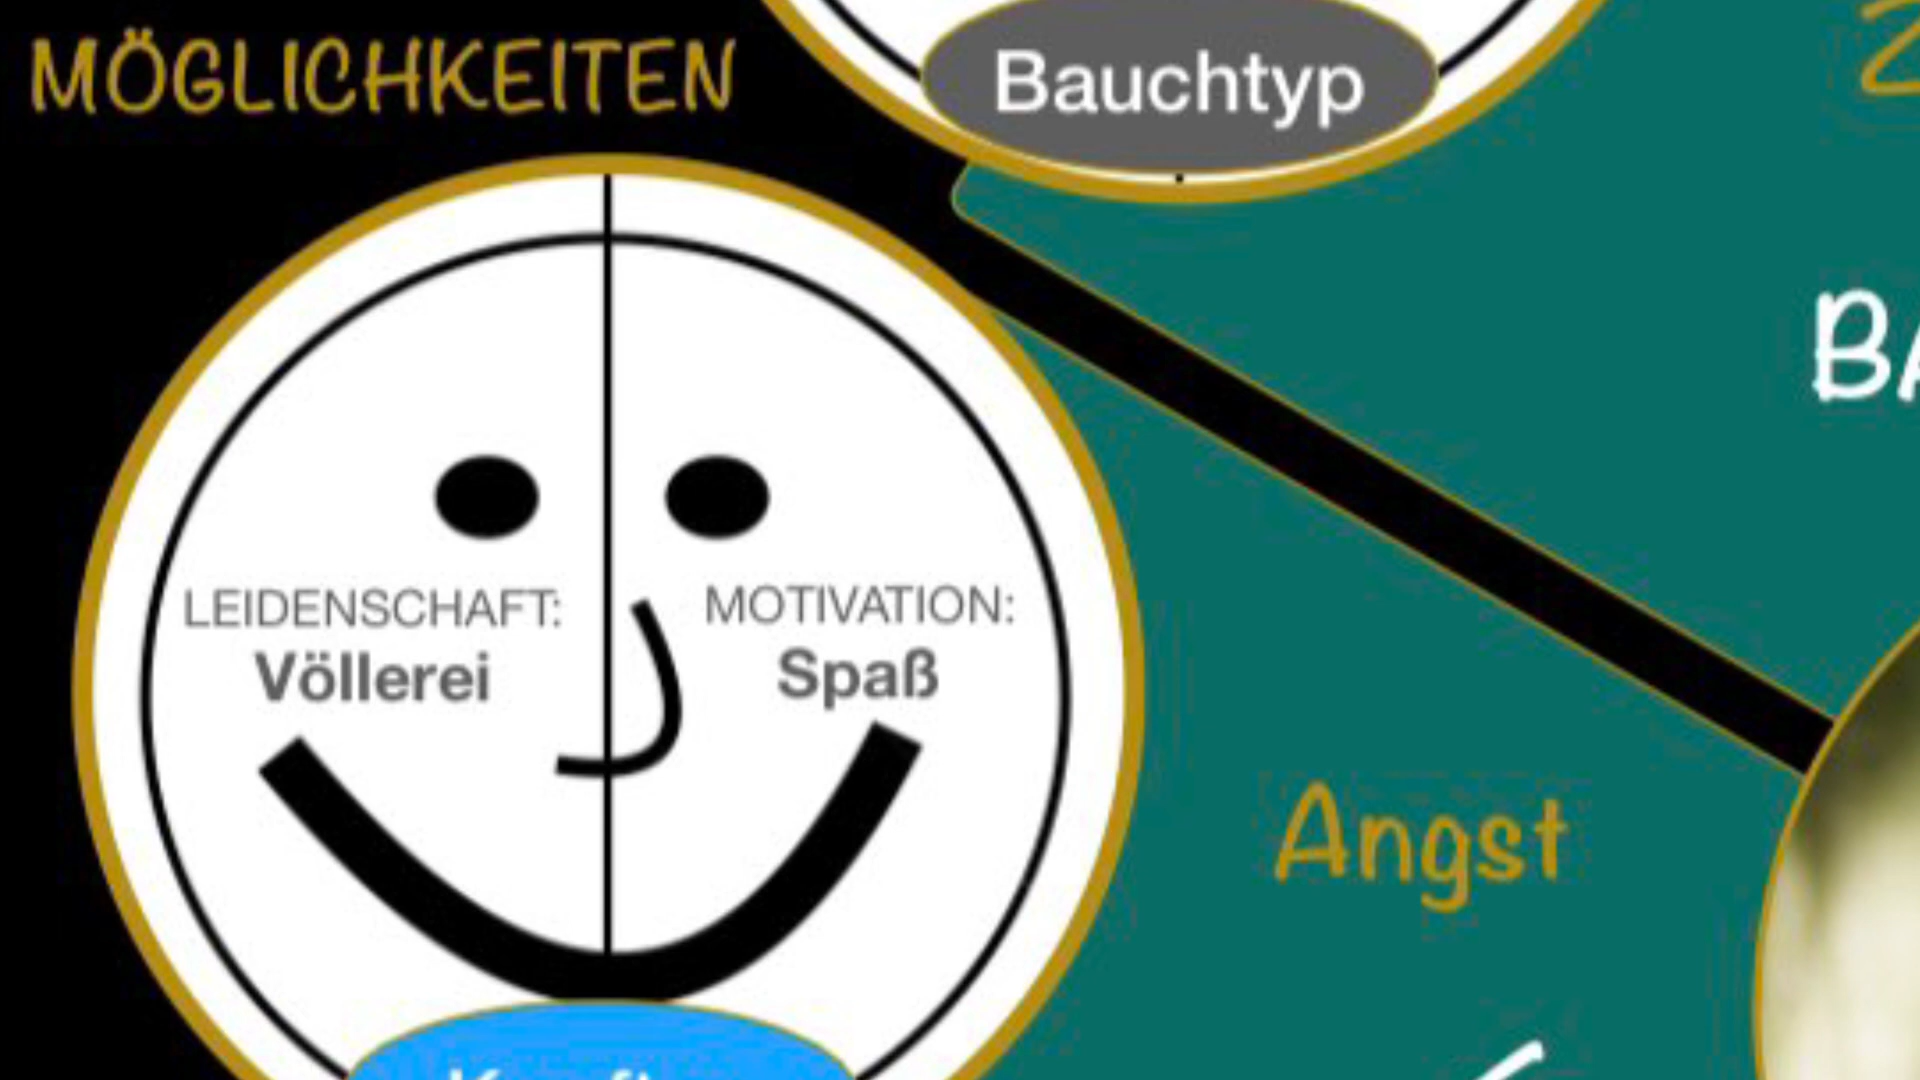 MÖGLICHKEITEN
Bauchtyp
LEIDENSCHAFT:
Völlerei
MOTIVATION:
Spaß
Angst